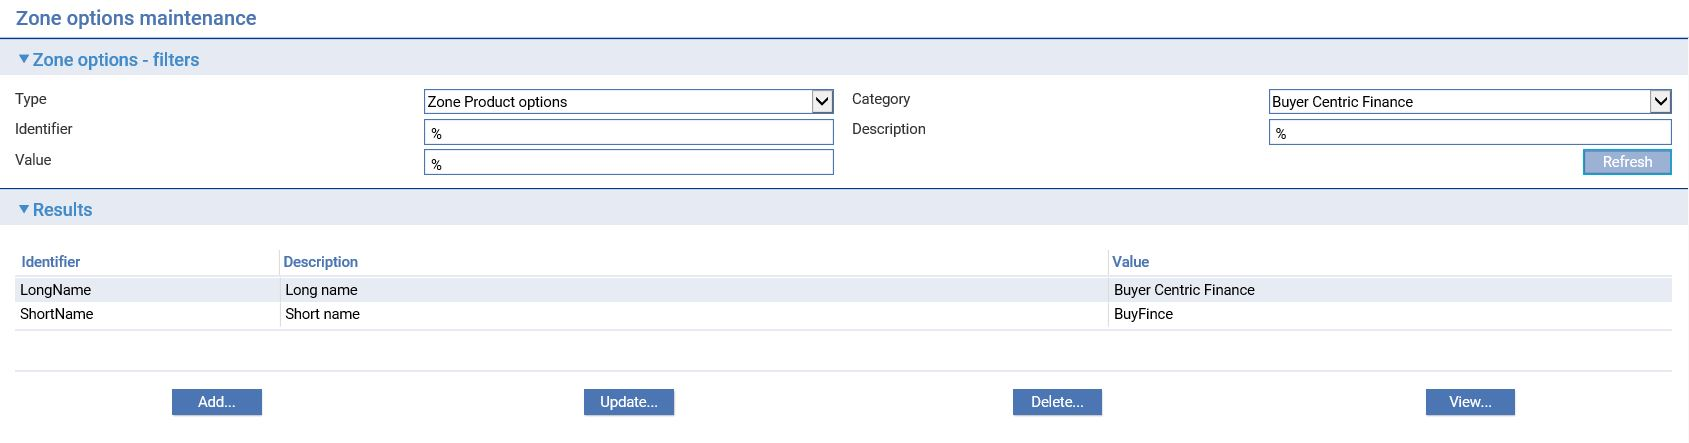 Zone options maintenance
Zone options - filters
Type Zone Product options Category Buyer Centric Finance
Identifier % Description %
Value % Refresh
Results
Identifier Description Value
LongName Long name Buyer Centric Finance
ShortName Short name BuyFince
Add... Update... Delete... View...